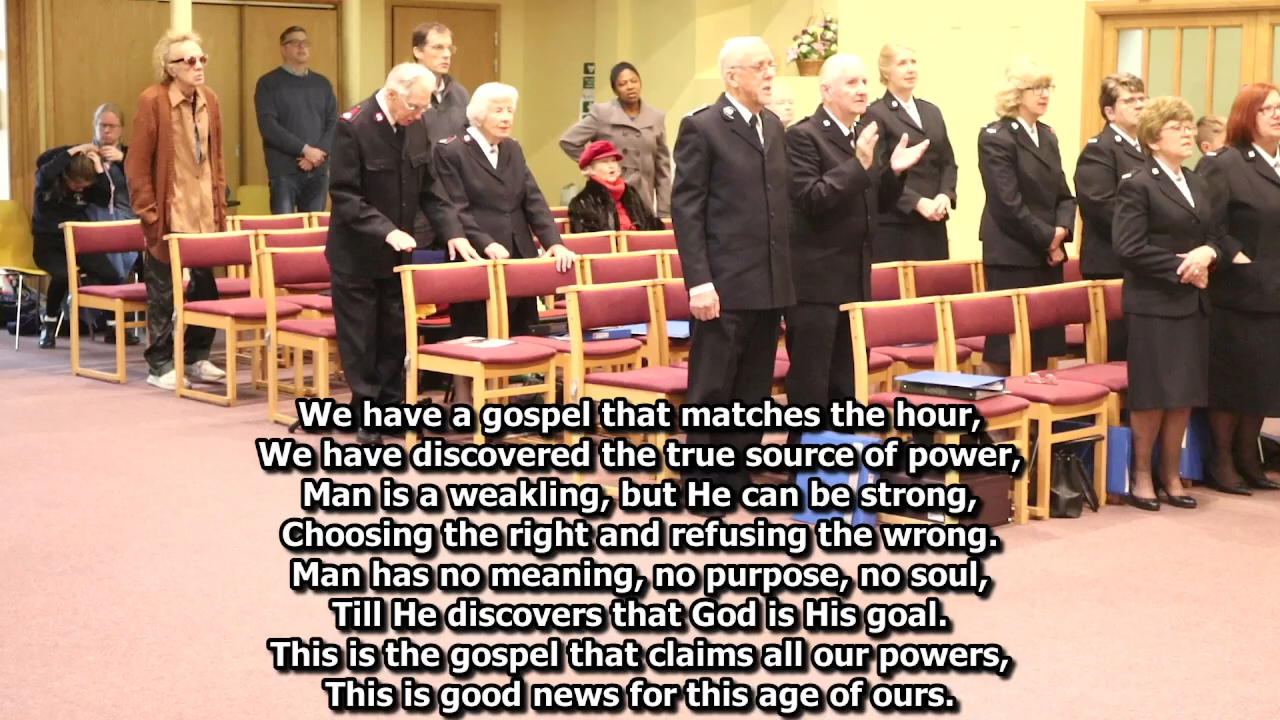 We have a gospel that matches the hour,
We have discovered the true source of power,
Man is a weakling, but He can be strong,
Choosing the right and refusing the wrong.
Man has no meaning, no purpose, no soul,
Till He discovers that God is His goal.
This is the gospel that claims all our powers,
This is good news for this age of ours.